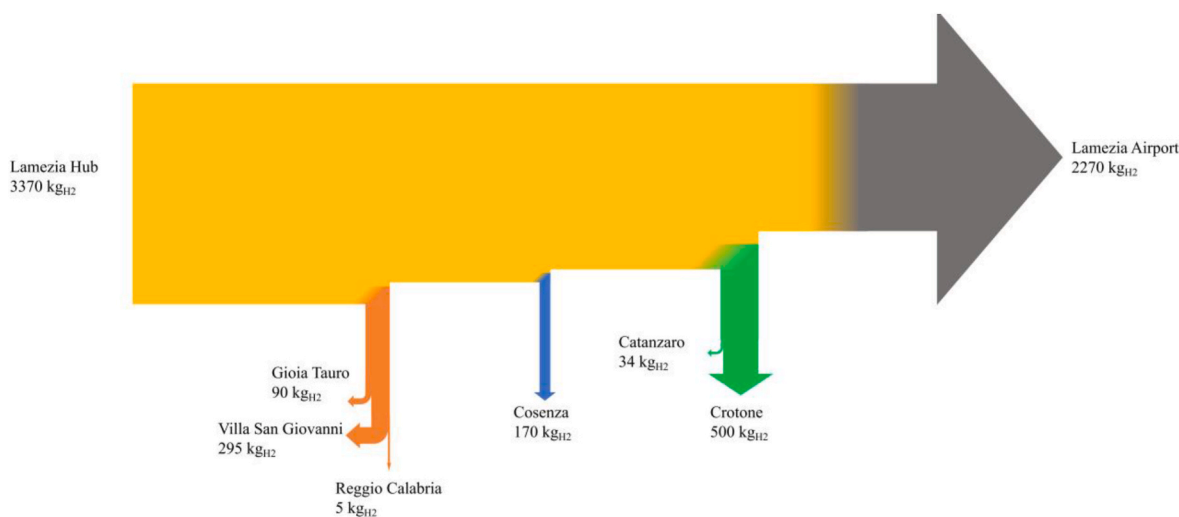 Lamezia Hub
3370 kgH2
Lamezia Airport
2270 kgH2
Gioia Tauro
90 kgH2
Villa San Giovanni
295 kgH2
Reggio Calabria
5 kgH2
Cosenza
170 kgH2
Catanzaro
34 kgH2
Crotone
500 kgH2